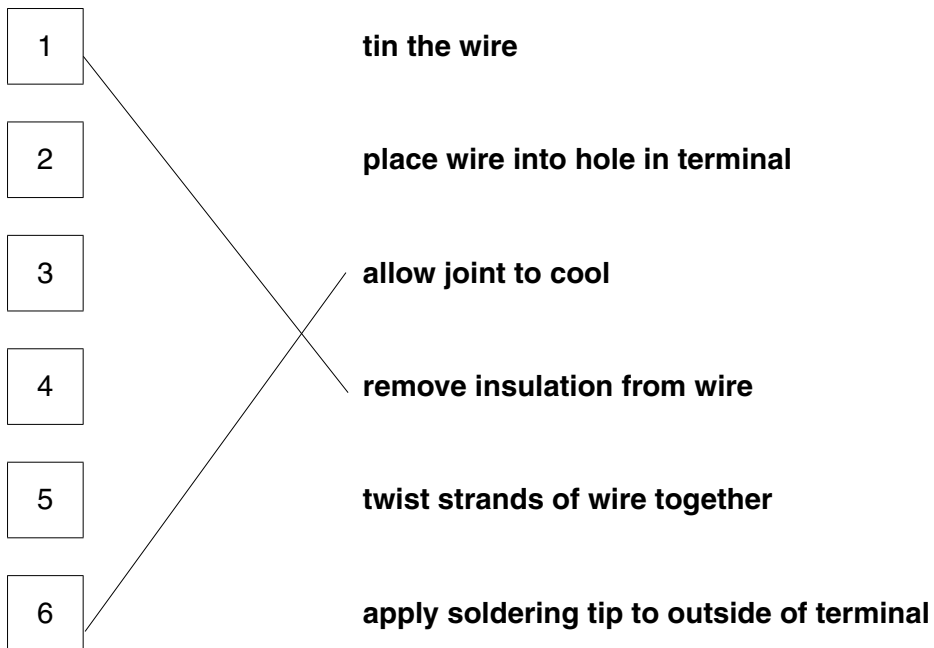 1 tin the wire
2 place wire into hole in terminal
3 allow joint to cool
4 remove insulation from wire
5 twist strands of wire together
6 apply soldering tip to outside of terminal